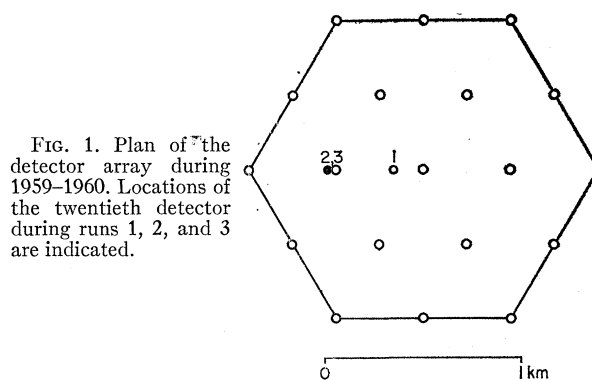 FIG. 1. Plan of the
detector array during
1959–1960. Locations of
the twentieth detector
during runs 1, 2, and 3
are indicated.
2,3
1
0
1 km